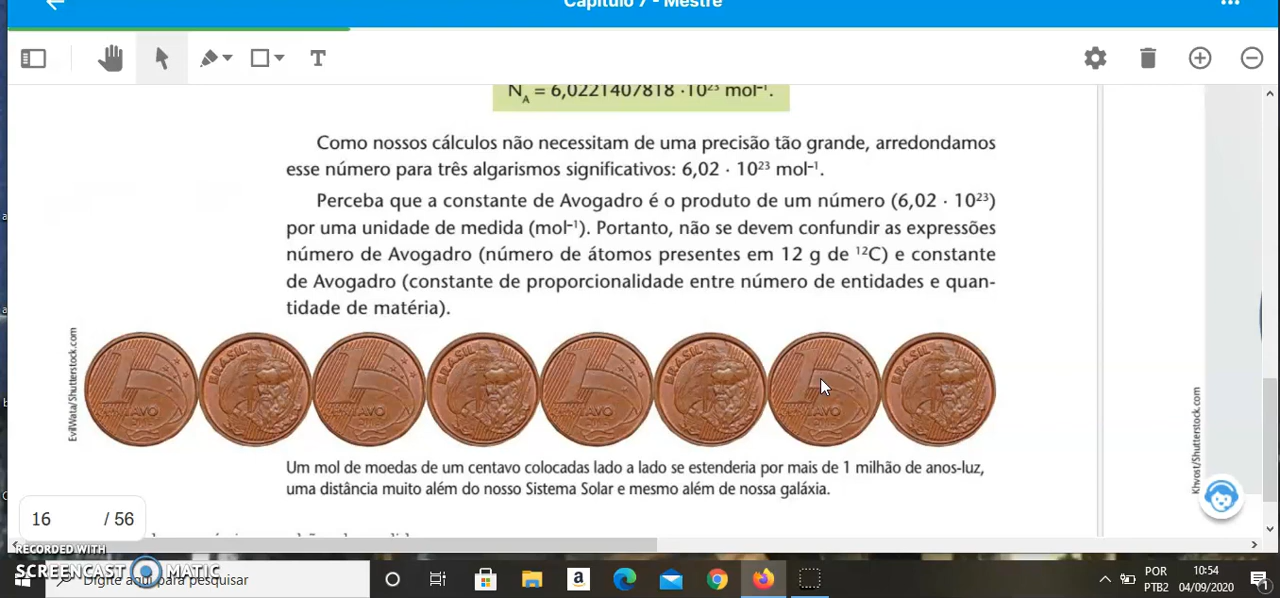 Capítulo 7 - Mestre
T
N_A = 6,0221407818 · 10²³ mol⁻¹.
Como nossos cálculos não necessitam de uma precisão tão grande, arredondamos
esse número para três algarismos significativos: 6,02 · 10²³ mol⁻¹.
Perceba que a constante de Avogadro é o produto de um número (6,02 · 10²³)
por uma unidade de medida (mol⁻¹). Portanto, não se devem confundir as expressões
número de Avogadro (número de átomos presentes em 12 g de ¹²C) e constante
de Avogadro (constante de proporcionalidade entre número de entidades e quan-
tidade de matéria).
EvilWata/Shutterstock.com
BRASIL
BRASIL
BRASIL
BRASIL
Khvost/Shutterstock.com
Um mol de moedas de um centavo colocadas lado a lado se estenderia por mais de 1 milhão de anos-luz,
uma distância muito além do nosso Sistema Solar e mesmo além de nossa galáxia.
16 / 56
RECORDED WITH
SCREENCAST MATIC
Digite aqui para pesquisar
POR
PTB2
10:54
04/09/2020
1